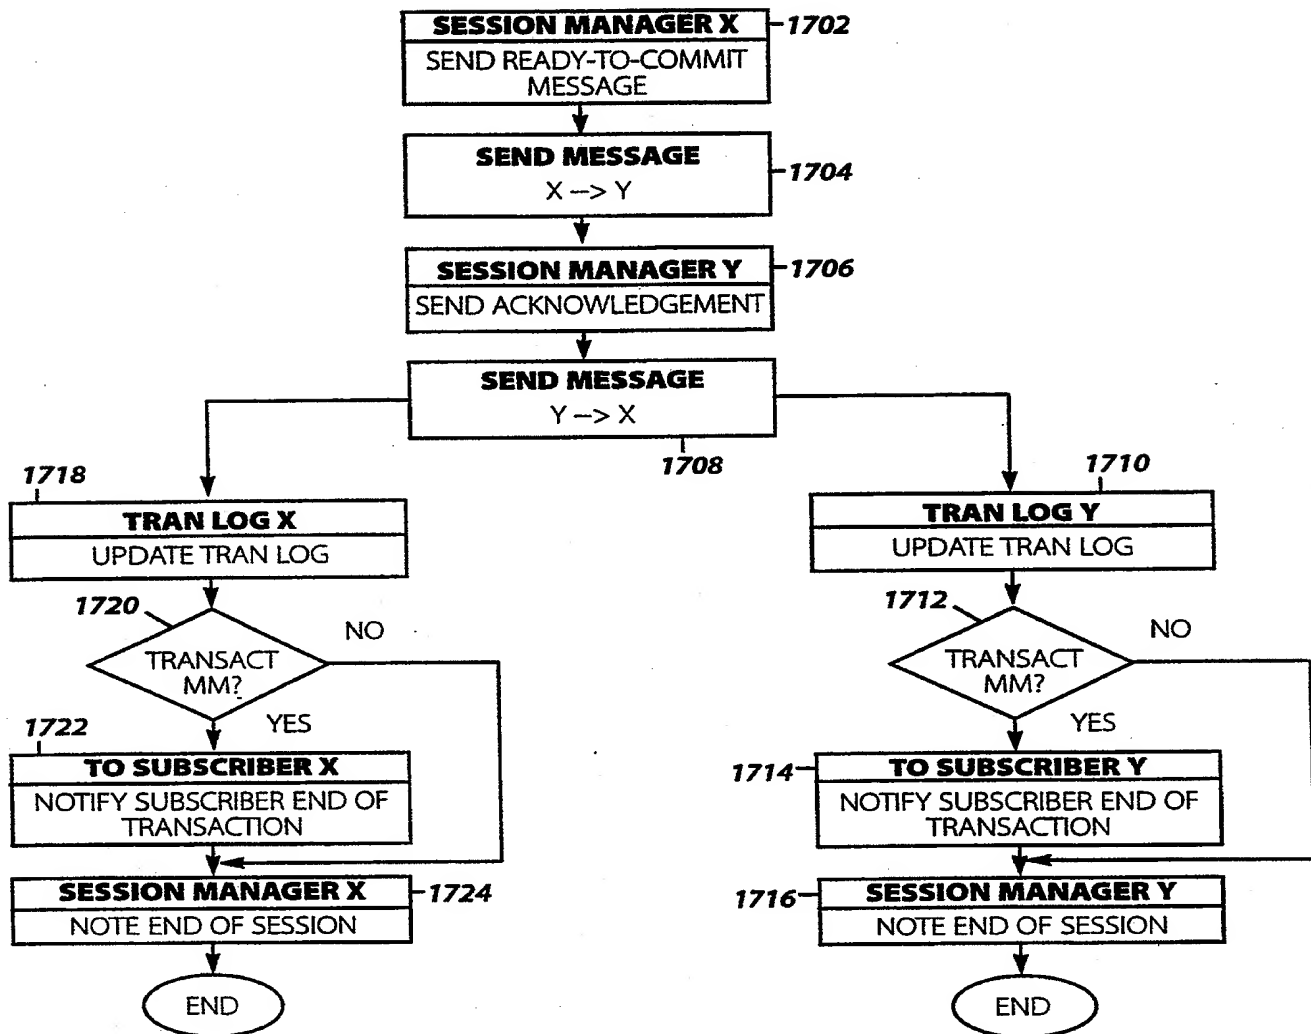 SESSION MANAGER X
1702
SEND READY-TO-COMMIT
MESSAGE
SEND MESSAGE
1704
X --> Y
SESSION MANAGER Y
1706
SEND ACKNOWLEDGEMENT
SEND MESSAGE
Y --> X
1708
1718
TRAN LOG X
UPDATE TRAN LOG
1720
NO
TRANSACT
MM?
YES
1722
TO SUBSCRIBER X
NOTIFY SUBSCRIBER END OF
TRANSACTION
SESSION MANAGER X
1724
NOTE END OF SESSION
END
1710
TRAN LOG Y
UPDATE TRAN LOG
1712
NO
TRANSACT
MM?
YES
1714
TO SUBSCRIBER Y
NOTIFY SUBSCRIBER END OF
TRANSACTION
1716
SESSION MANAGER Y
NOTE END OF SESSION
END